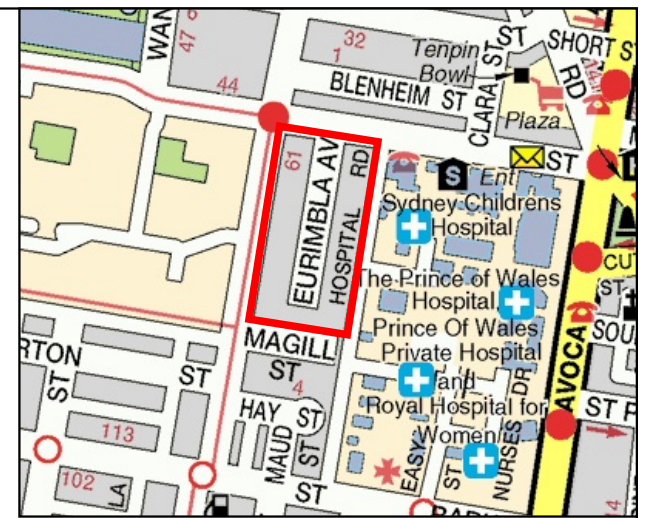 WAN
47
44
32
1
ST
SHORT S
Tenpin
Bowl
BLENHEIM ST
CLARA ST
RD
Plaza
61
EURIMBLA AV
HOSPITAL RD
S
Ent
ST
Sydney Childrens
Hospital
The Prince of Wales
Hospital
Prince Of Wales
Private Hospital
and
Royal Hospital for
Women
CU
ST
SOU
AVOCA
ST P
MAGILL
ST
4
RTON
ST
ST
HAY ST
MAUD ST
113
102
LA
ST
EASY ST
NURSES DR